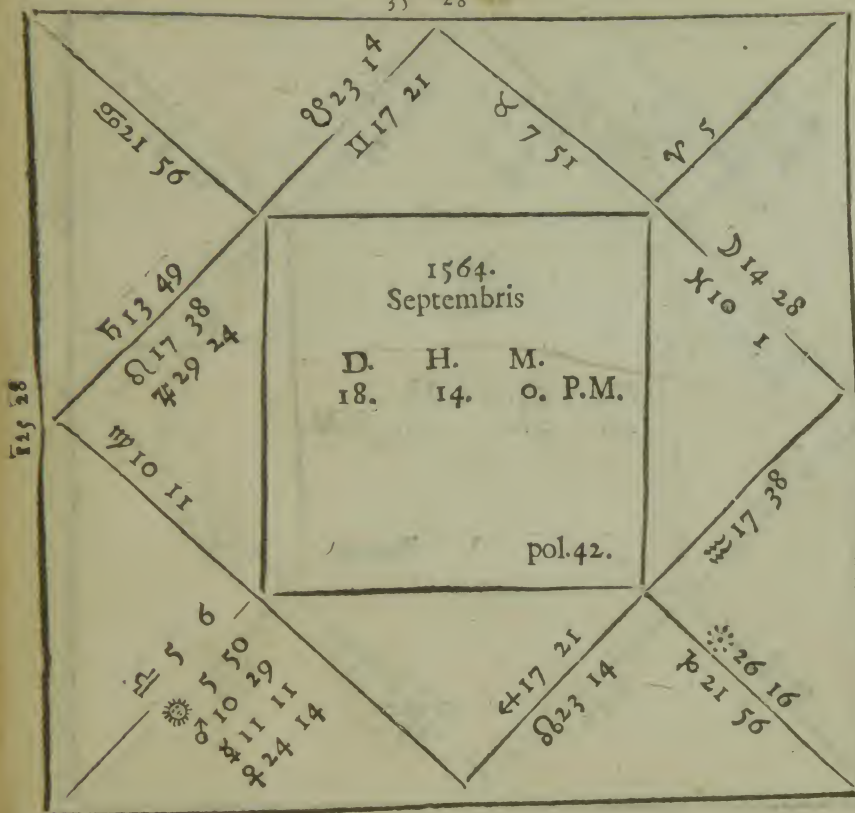 28
☋ 23 14
♊ 17 21
♉ 7 51
♈ 5
♋ 21 56
☽ 14 28
♓ 10 1
♄ 13 49
♌ 17 38
♃ 29 24
1564.
Septembris
D. H. M.
18. 14. 0. P.M.
pol. 42.
25 28
♍ 10 11
♒ 17 38
♎ 5 6
☉ 5 50
♂ 10 29
☿ 11 11
♀ 24 14
♐ 17 21
☊ 23 14
26 16
♑ 21 56